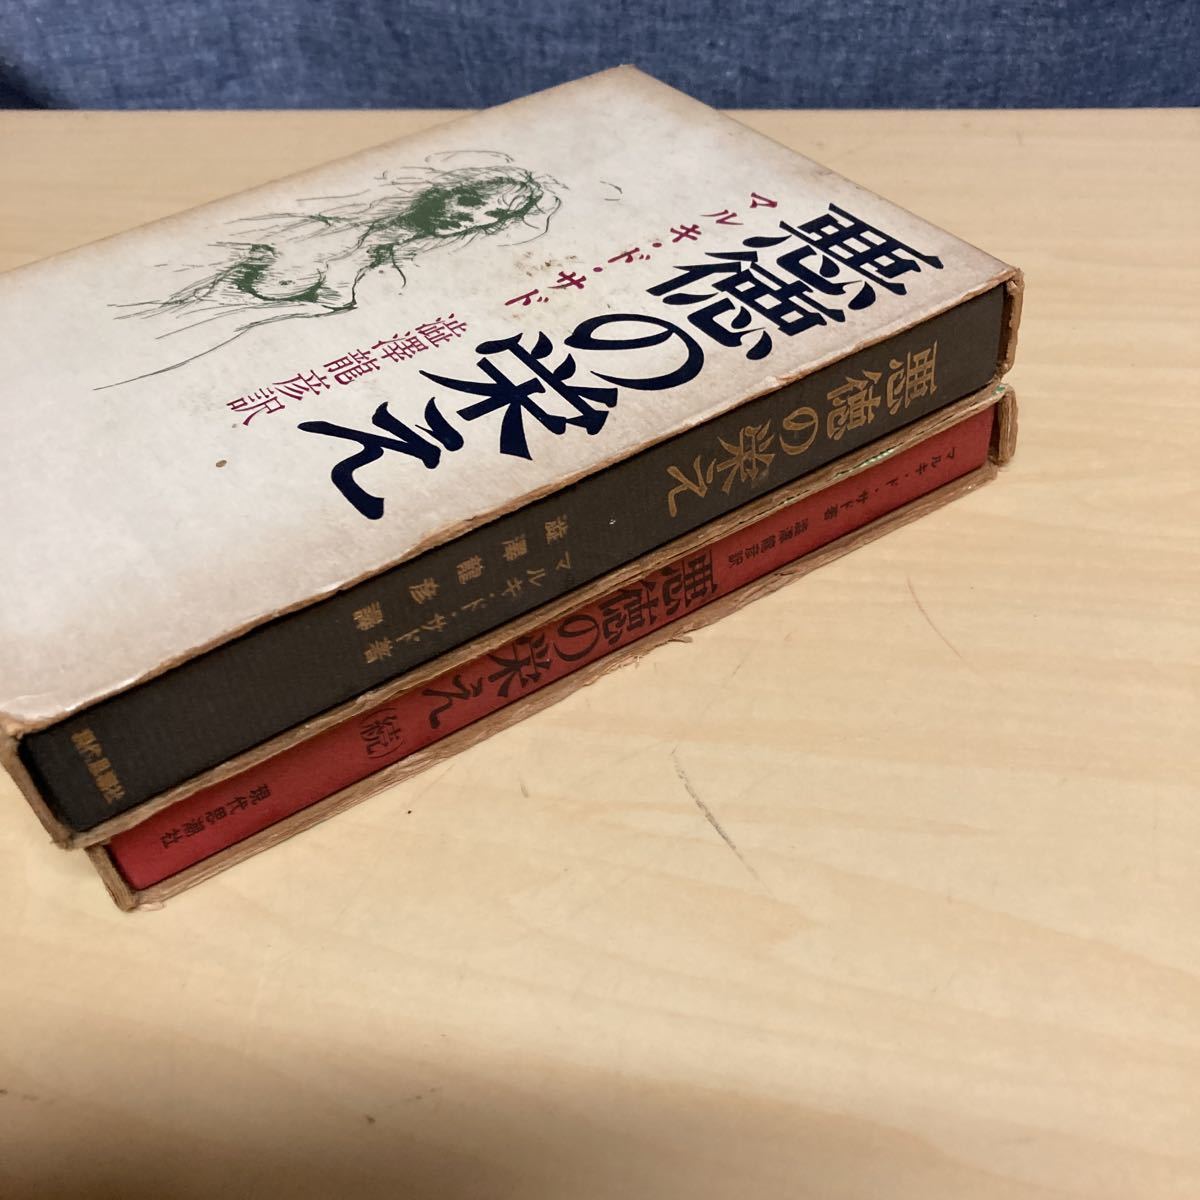 悪徳の栄え
マルキ・ド・サド
澁澤龍彦訳
悪徳の栄え
マルキ・ド・サド著
澁澤龍彦譯
現代思潮社
マルキ・ド・サド著
澁澤龍彦訳
悪徳の栄え(続)
現代思潮社